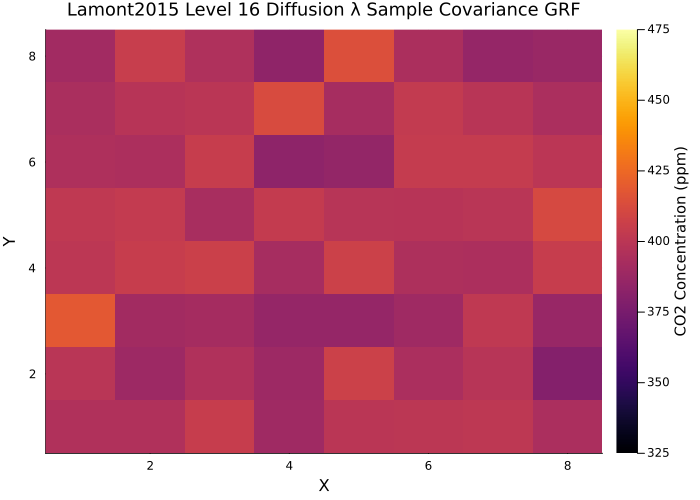 Lamont2015 Level 16 Diffusion λ Sample Covariance GRF
8
6
4
2
Y
2 4 6 8
X
475
450
425
400
375
350
325
CO2 Concentration (ppm)